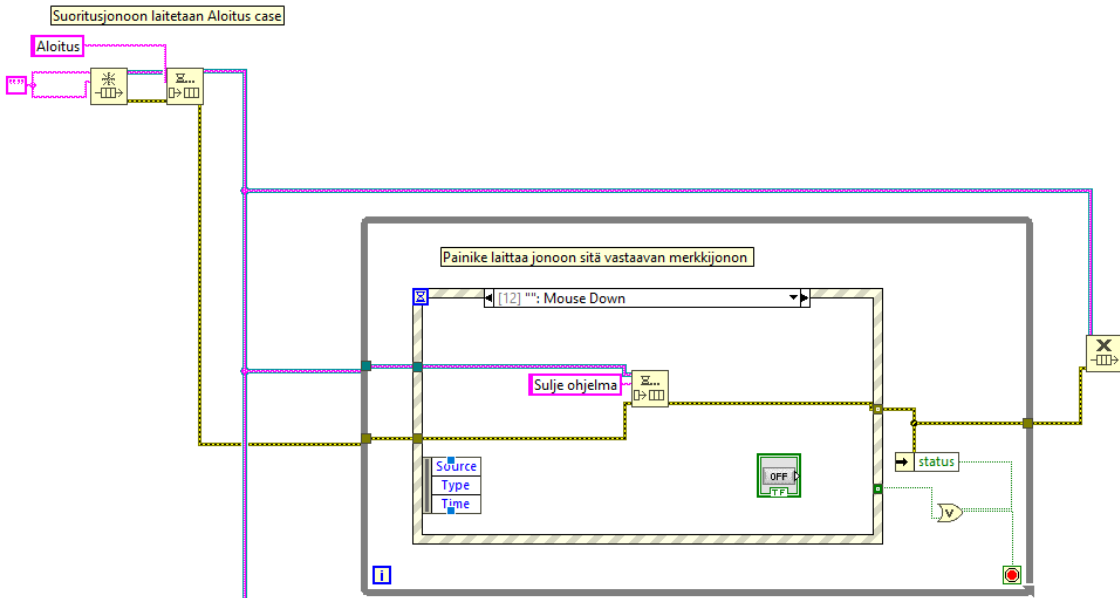 Suoritusjonoon laitetaan Aloitus case
Aloitus
""
Painike laittaa jonoon sitä vastaavan merkkijonon
[12] "": Mouse Down
Sulje ohjelma
Source
Type
Time
OFF
TF
status
V
i